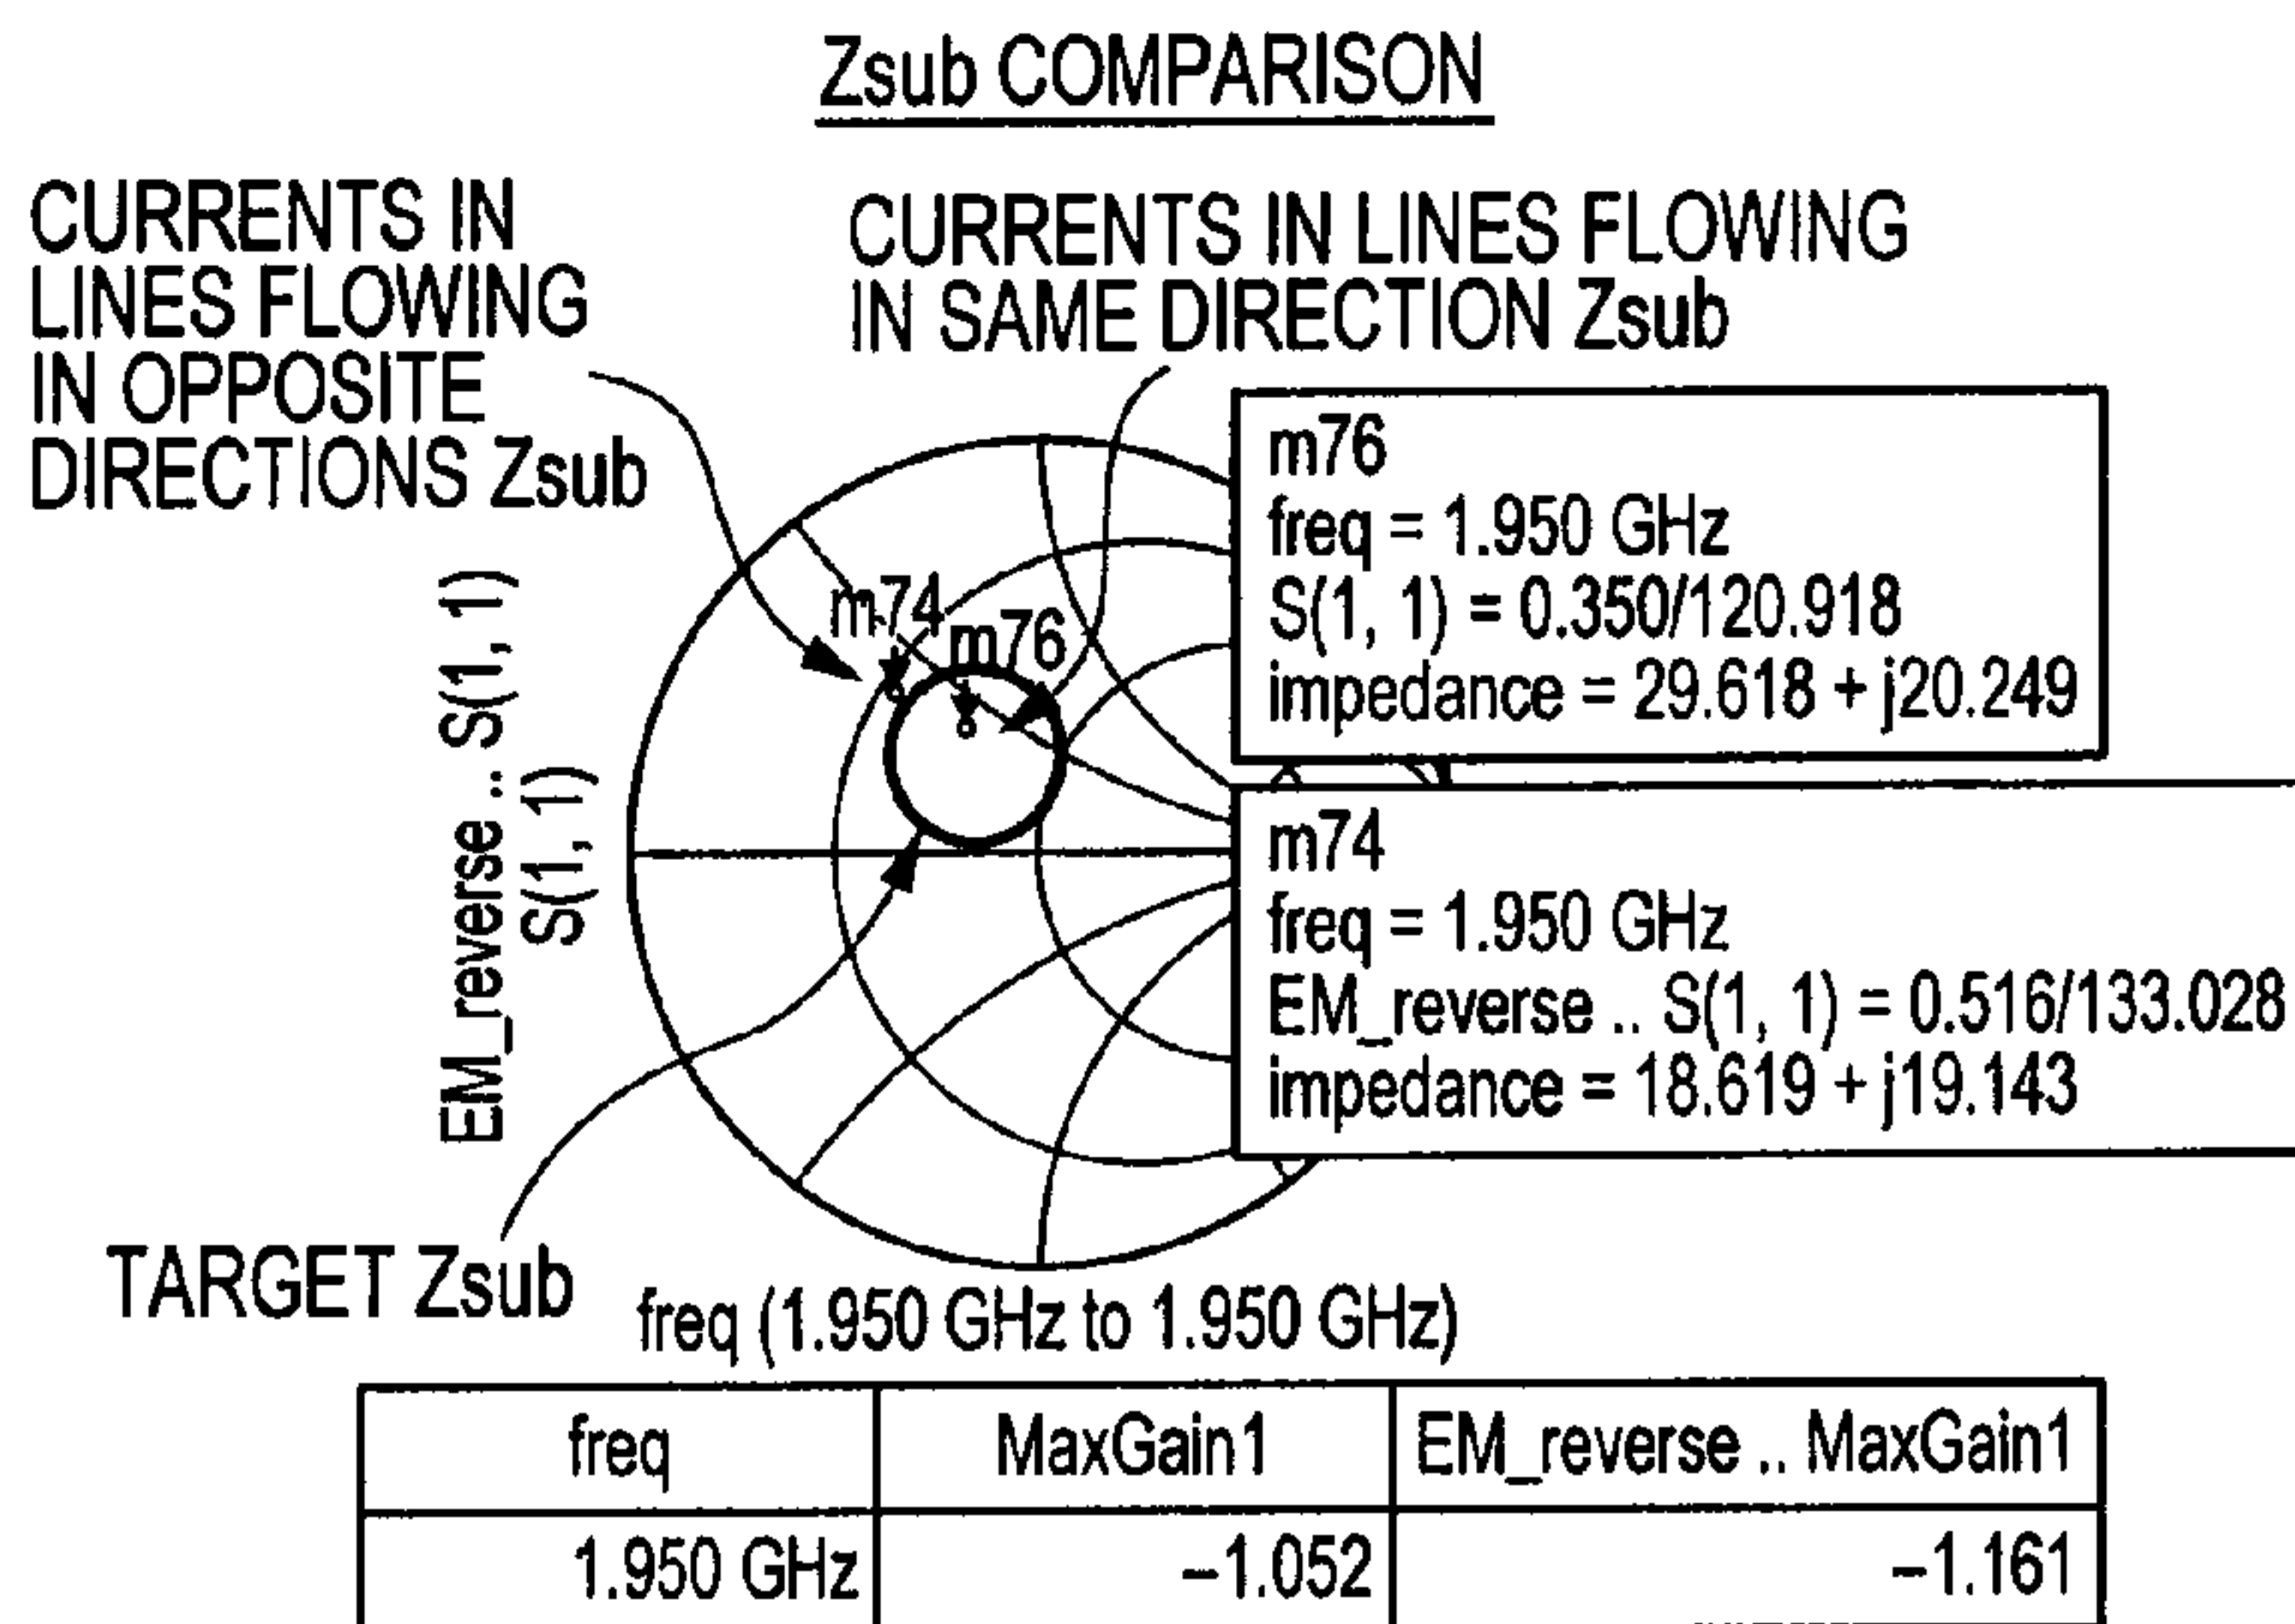 Zsub COMPARISON
CURRENTS IN
LINES FLOWING
IN OPPOSITE
DIRECTIONS Zsub
CURRENTS IN LINES FLOWING
IN SAME DIRECTION Zsub
m74
m76
m76
freq = 1.950 GHz
S(1, 1) = 0.350/120.918
impedance = 29.618 + j20.249
m74
freq = 1.950 GHz
EM_reverse .. S(1, 1) = 0.516/133.028
impedance = 18.619 + j19.143
EM_reverse .. S(1, 1)
S(1, 1)
TARGET Zsub
freq (1.950 GHz to 1.950 GHz)
freq MaxGain1 EM_reverse .. MaxGain1
1.950 GHz –1.052 –1.161